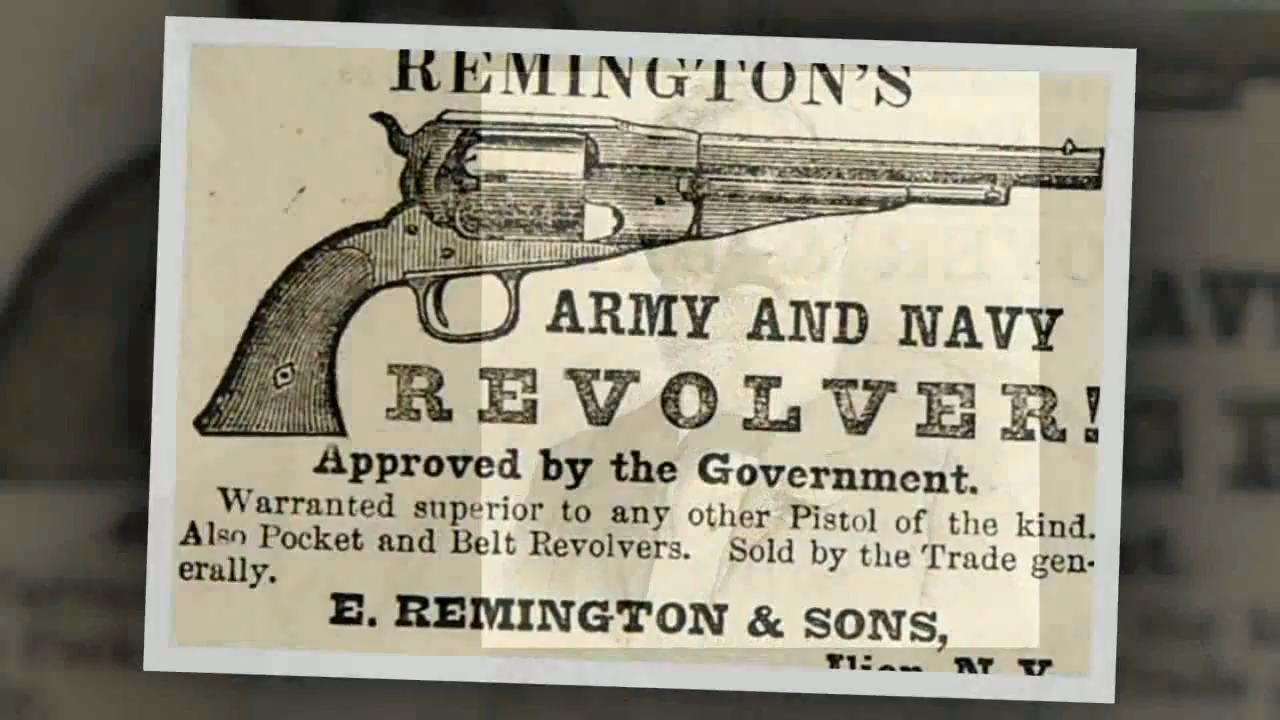 REMINGTON'S
ARMY AND NAVY
REVOLVER!
Approved by the Government.
Warranted superior to any other Pistol of the kind.
Also Pocket and Belt Revolvers. Sold by the Trade gen-
erally.
E. REMINGTON & SONS,
Ilion, N. Y.